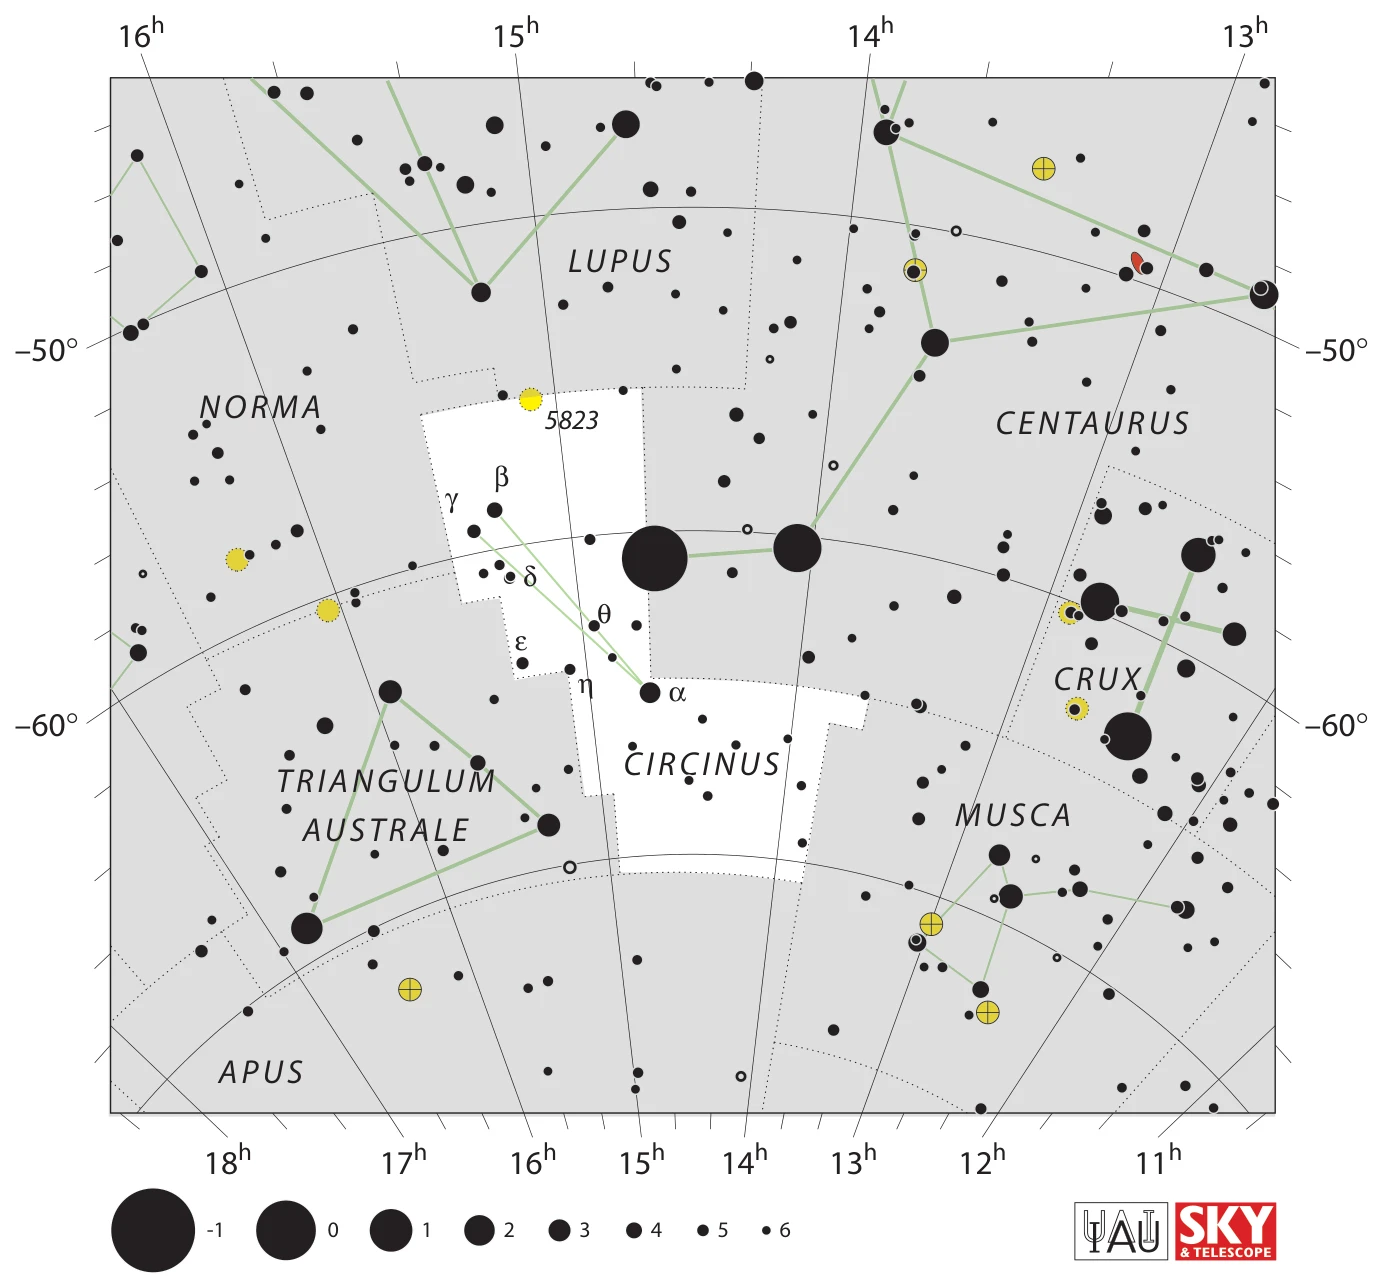 16h 15h 14h 13h
LUPUS
–50° –50°
NORMA
5823
CENTAURUS
β
γ
δ
θ
ε
CRUX
η α
–60° –60°
CIRCINUS
TRIANGULUM
AUSTRALE
MUSCA
APUS
18h 17h 16h 15h 14h 13h 12h 11h
-1 0 1 2 3 4 5 6
IAU
SKY
& TELESCOPE